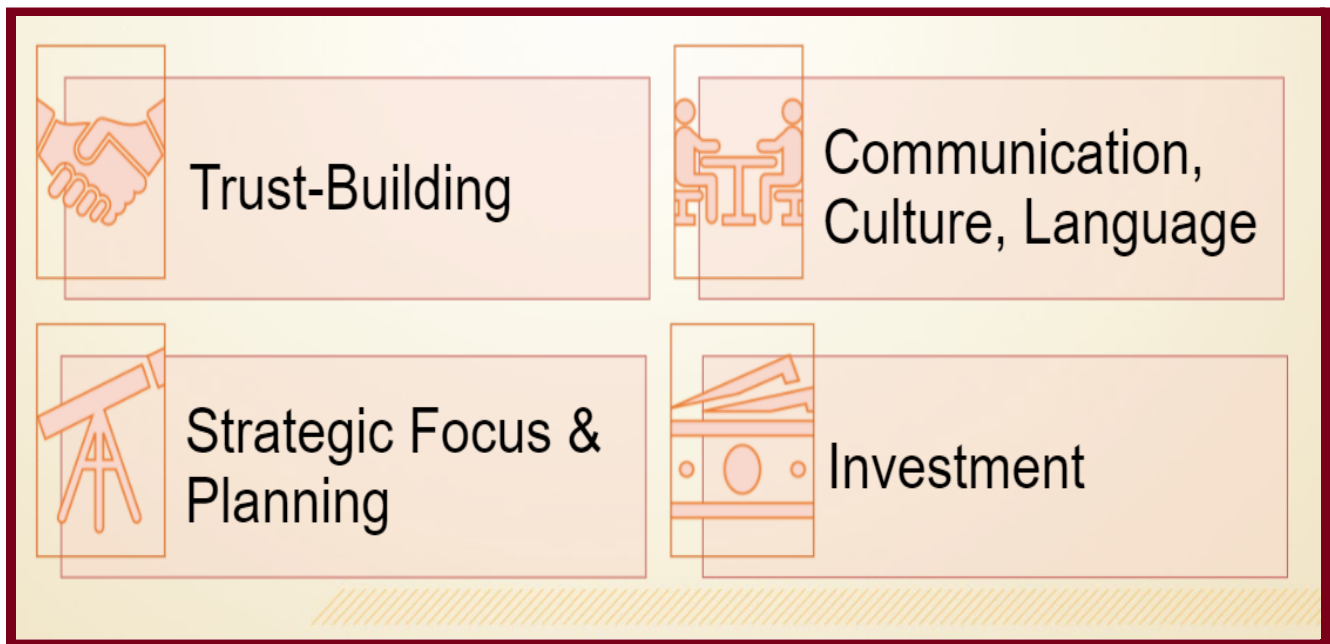 Trust-Building
Communication,
Culture, Language
Strategic Focus &
Planning
Investment